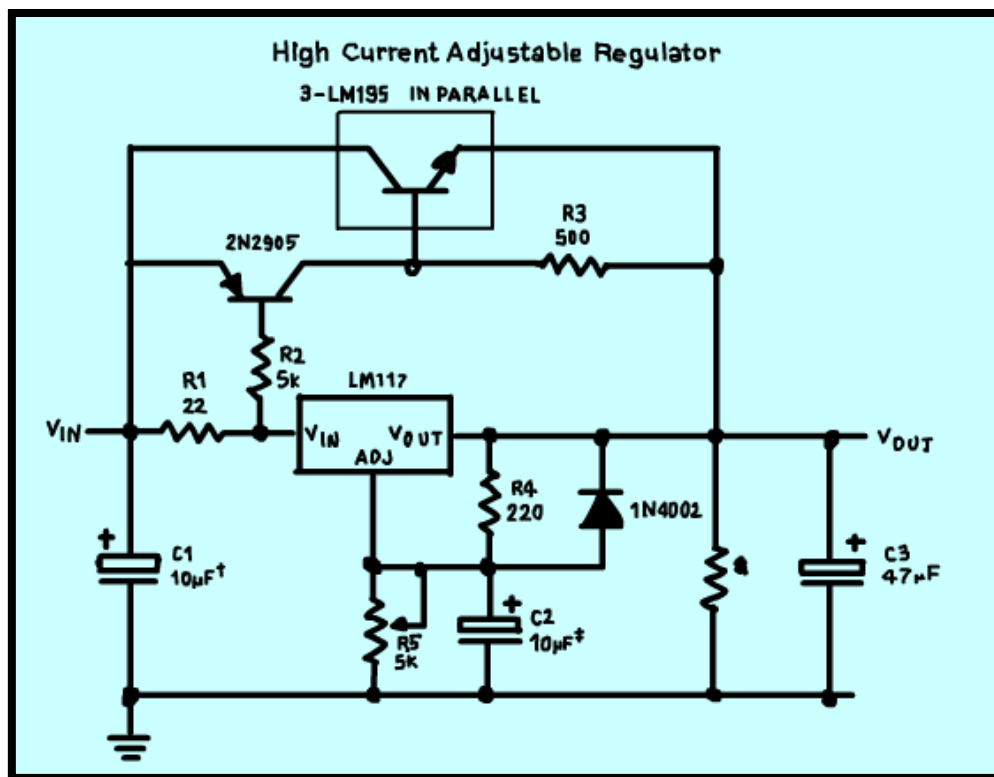 High Current Adjustable Regulator
3-LM195 IN PARALLEL
2N2905
R3
500
R2
5k
R1
22
LM117
VIN
VIN
VOUT
ADJ
VOUT
R4
220
1N4002
C1
10µF†
C3
47µF
R5
5k
C2
10µF‡
+
+
+